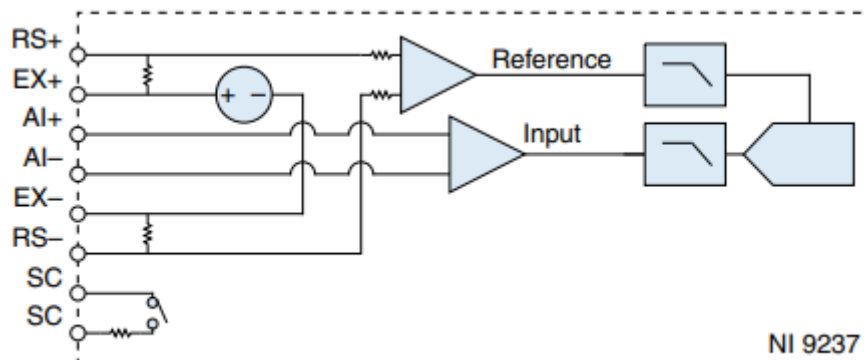 RS+
EX+
AI+
AI–
EX–
RS–
SC
SC
+ –
Reference
Input
NI 9237